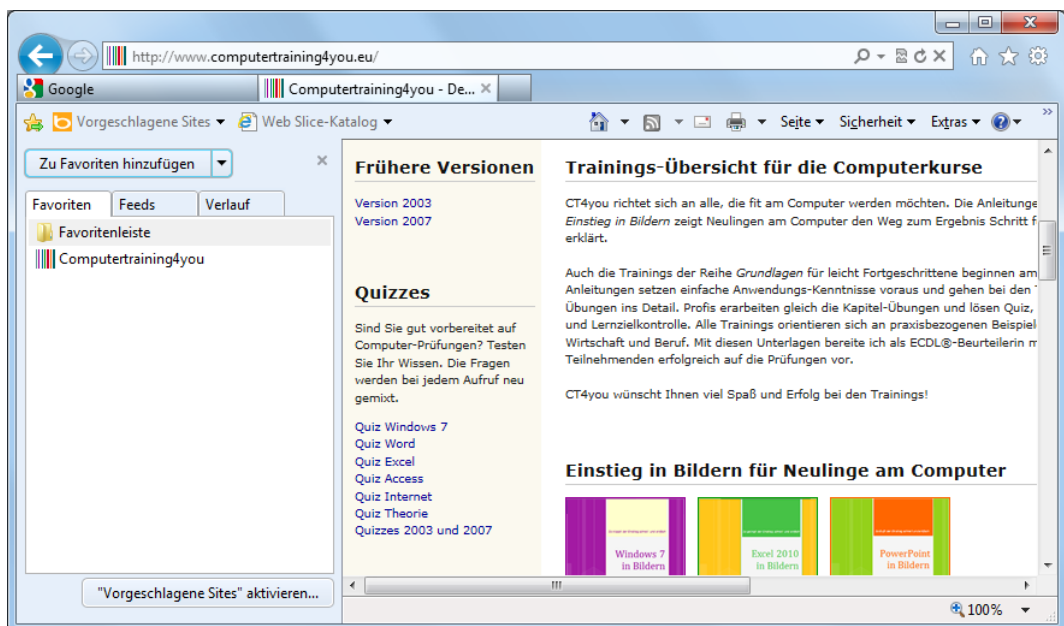 http://www.computertraining4you.eu/
Google
Computertraining4you - De...
Vorgeschlagene Sites
Web Slice-Katalog
Seite
Sicherheit
Extras
Zu Favoriten hinzufügen
Favoriten
Feeds
Verlauf
Favoritenleiste
Computertraining4you
"Vorgeschlagene Sites" aktivieren...
Frühere Versionen
Version 2003
Version 2007
Quizzes
Sind Sie gut vorbereitet auf
Computer-Prüfungen? Testen
Sie Ihr Wissen. Die Fragen
werden bei jedem Aufruf neu
gemixt.
Quiz Windows 7
Quiz Word
Quiz Excel
Quiz Access
Quiz Internet
Quiz Theorie
Quizzes 2003 und 2007
Trainings-Übersicht für die Computerkurse
CT4you richtet sich an alle, die fit am Computer werden möchten. Die Anleitunge
Einstieg in Bildern zeigt Neulingen am Computer den Weg zum Ergebnis Schritt f
erklärt.
Auch die Trainings der Reihe Grundlagen für leicht Fortgeschrittene beginnen am
Anleitungen setzen einfache Anwendungs-Kenntnisse voraus und gehen bei den
Übungen ins Detail. Profis erarbeiten gleich die Kapitel-Übungen und lösen Quiz,
und Lernzielkontrolle. Alle Trainings orientieren sich an praxisbezogenen Beispiel
Wirtschaft und Beruf. Mit diesen Unterlagen bereite ich als ECDL®-Beurteilerin m
Teilnehmenden erfolgreich auf die Prüfungen vor.
CT4you wünscht Ihnen viel Spaß und Erfolg bei den Trainings!
Einstieg in Bildern für Neulinge am Computer
Windows 7
in Bildern
Excel 2010
in Bildern
PowerPoint
in Bildern
100%